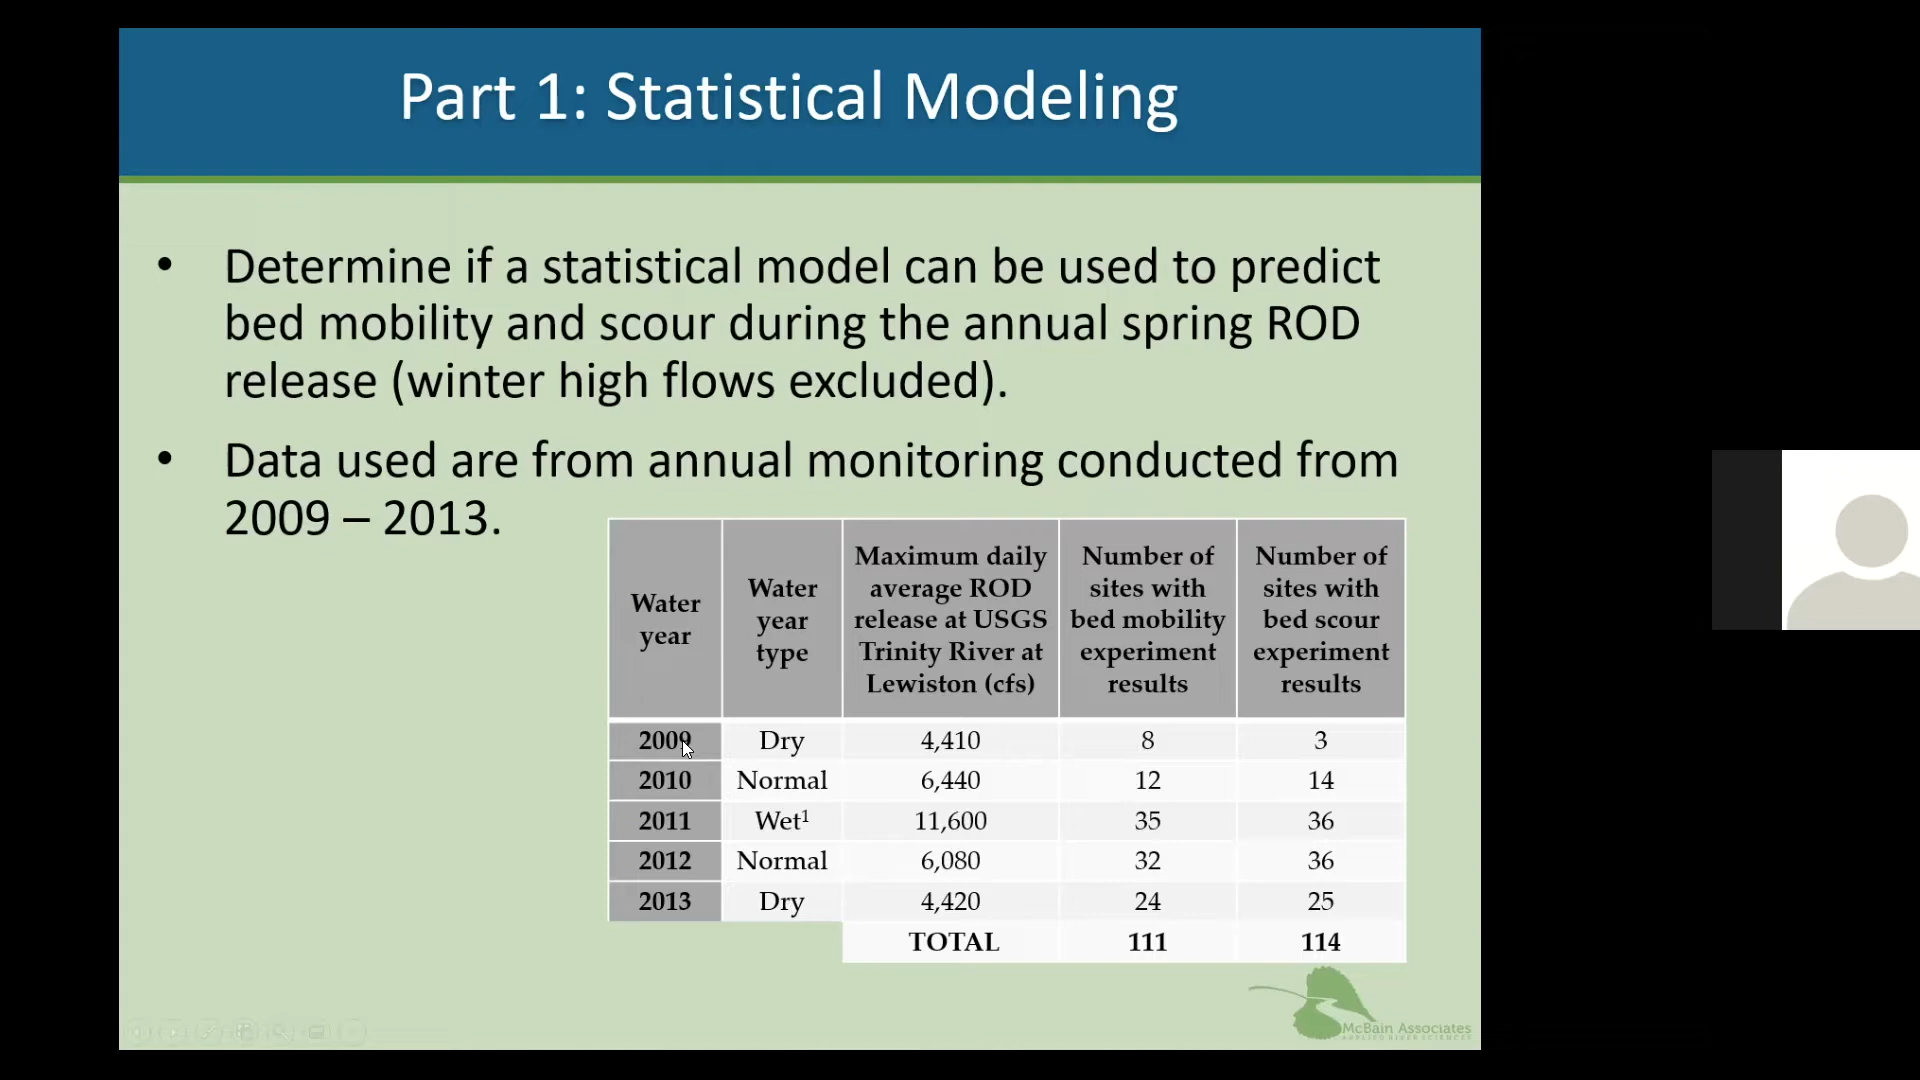 Part 1: Statistical Modeling
• Determine if a statistical model can be used to predict
bed mobility and scour during the annual spring ROD
release (winter high flows excluded).
• Data used are from annual monitoring conducted from
2009 – 2013.
Water
year
Water
year
type
Maximum daily
average ROD
release at USGS
Trinity River at
Lewiston (cfs)
Number of
sites with
bed mobility
experiment
results
Number of
sites with
bed scour
experiment
results
2009 Dry 4,410 8 3
2010 Normal 6,440 12 14
2011 Wet¹ 11,600 35 36
2012 Normal 6,080 32 36
2013 Dry 4,420 24 25
TOTAL 111 114
McBain Associates
APPLIED RIVER SCIENCES